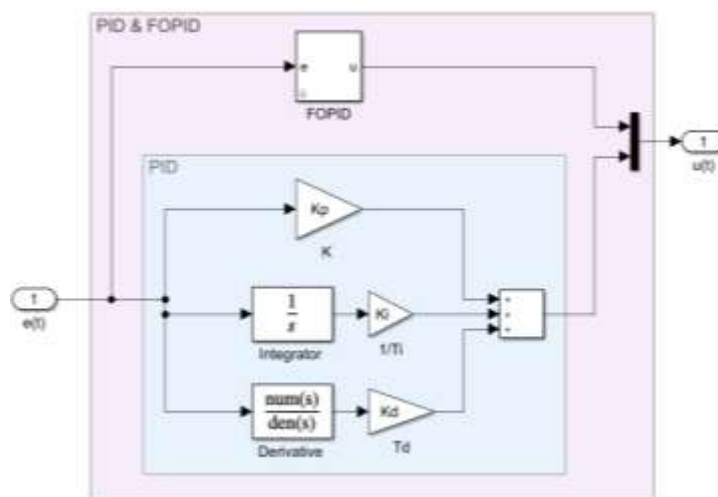 PID & FOPID
e
u
FOPID
PID
Kp
K
1
e(t)
1
s
Integrator
Ki
1/Ti
num(s)
den(s)
Derivative
Kd
Td
+
+
+
1
u(t)